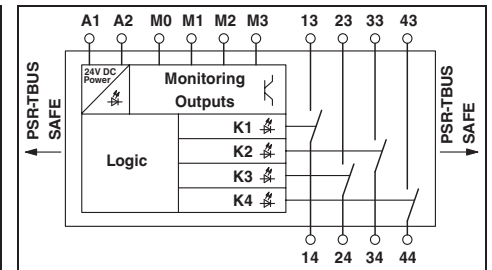 A1 A2 M0 M1 M2 M3 13 23 33 43
24V DC
Power
Monitoring
Outputs
PSR-TBUS
SAFE
Logic
K1
K2
K3
K4
PSR-TBUS
SAFE
14 24 34 44